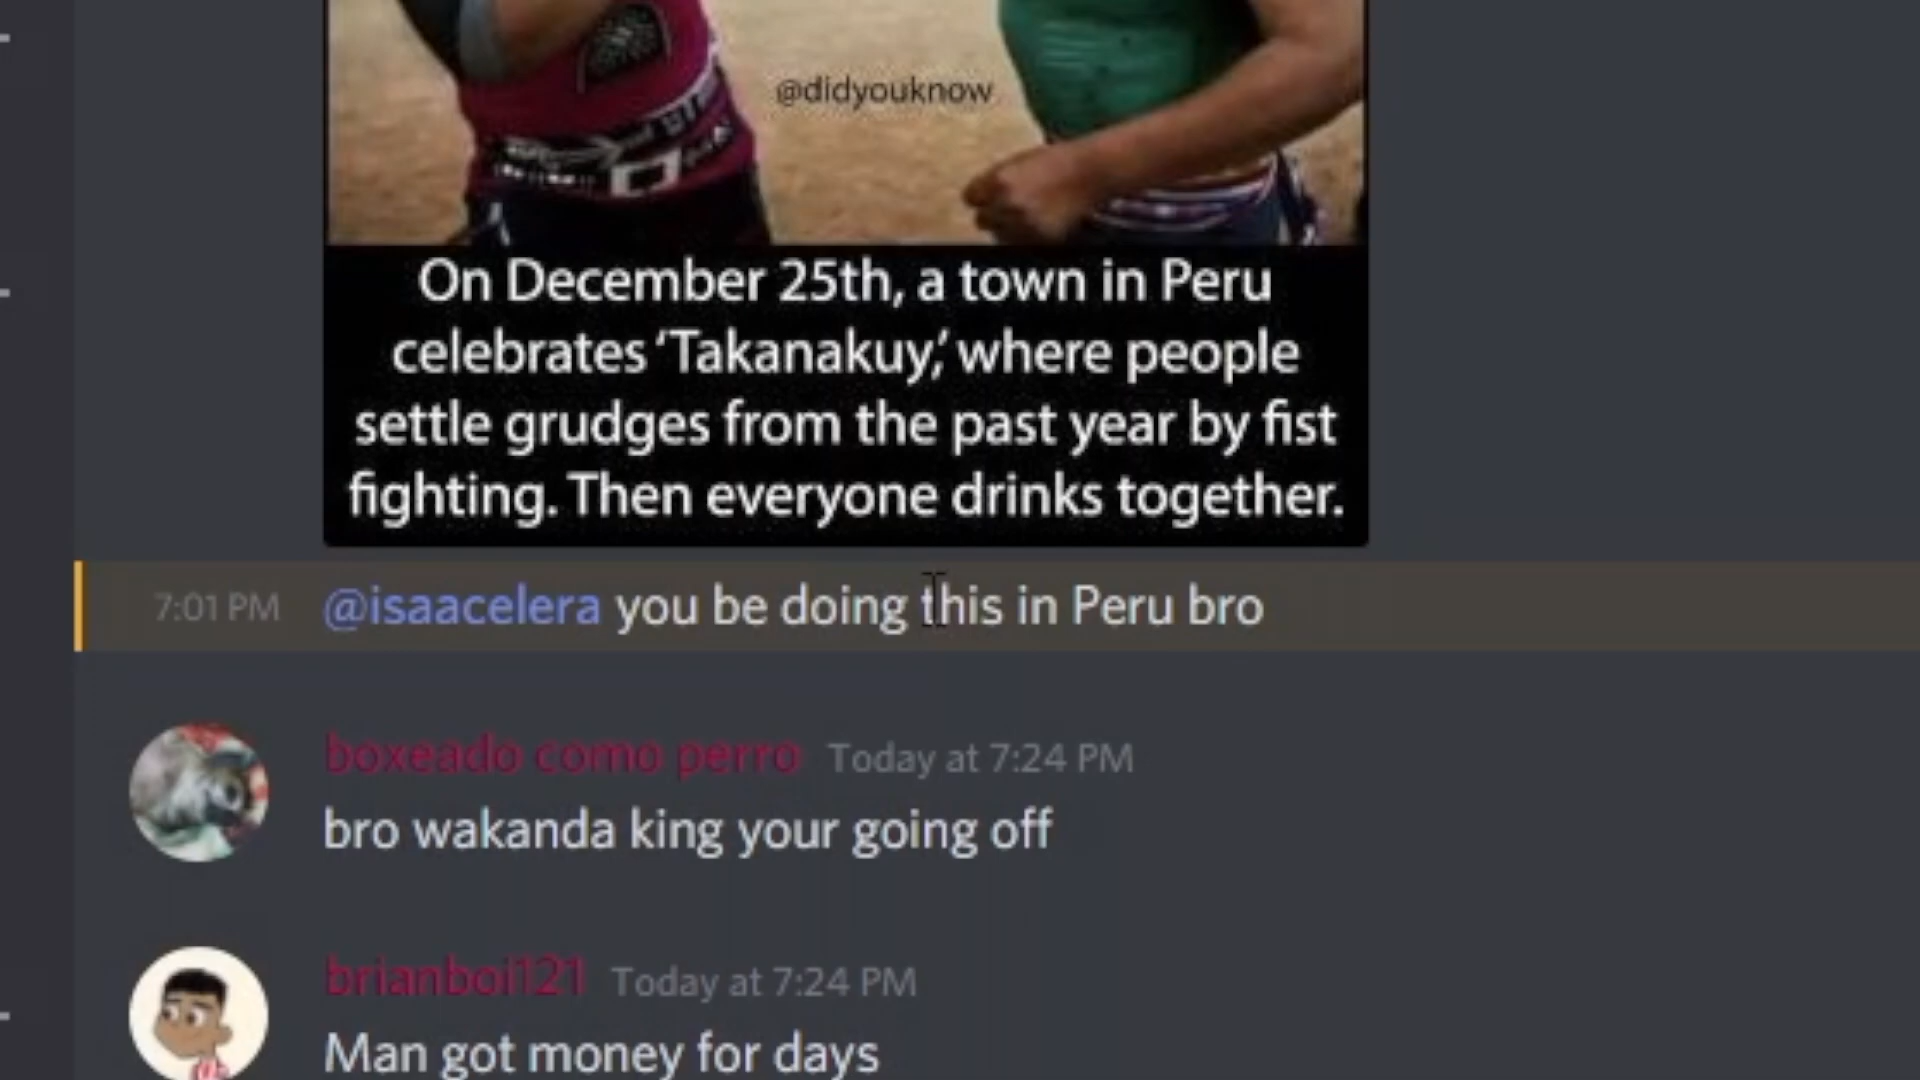 @didyouknow
On December 25th, a town in Peru
celebrates 'Takanakuy,' where people
settle grudges from the past year by fist
fighting. Then everyone drinks together.
7:01 PM @isaacelera you be doing this in Peru bro
boxeado como perro Today at 7:24 PM
bro wakanda king your going off
brianboi121 Today at 7:24 PM
Man got money for days